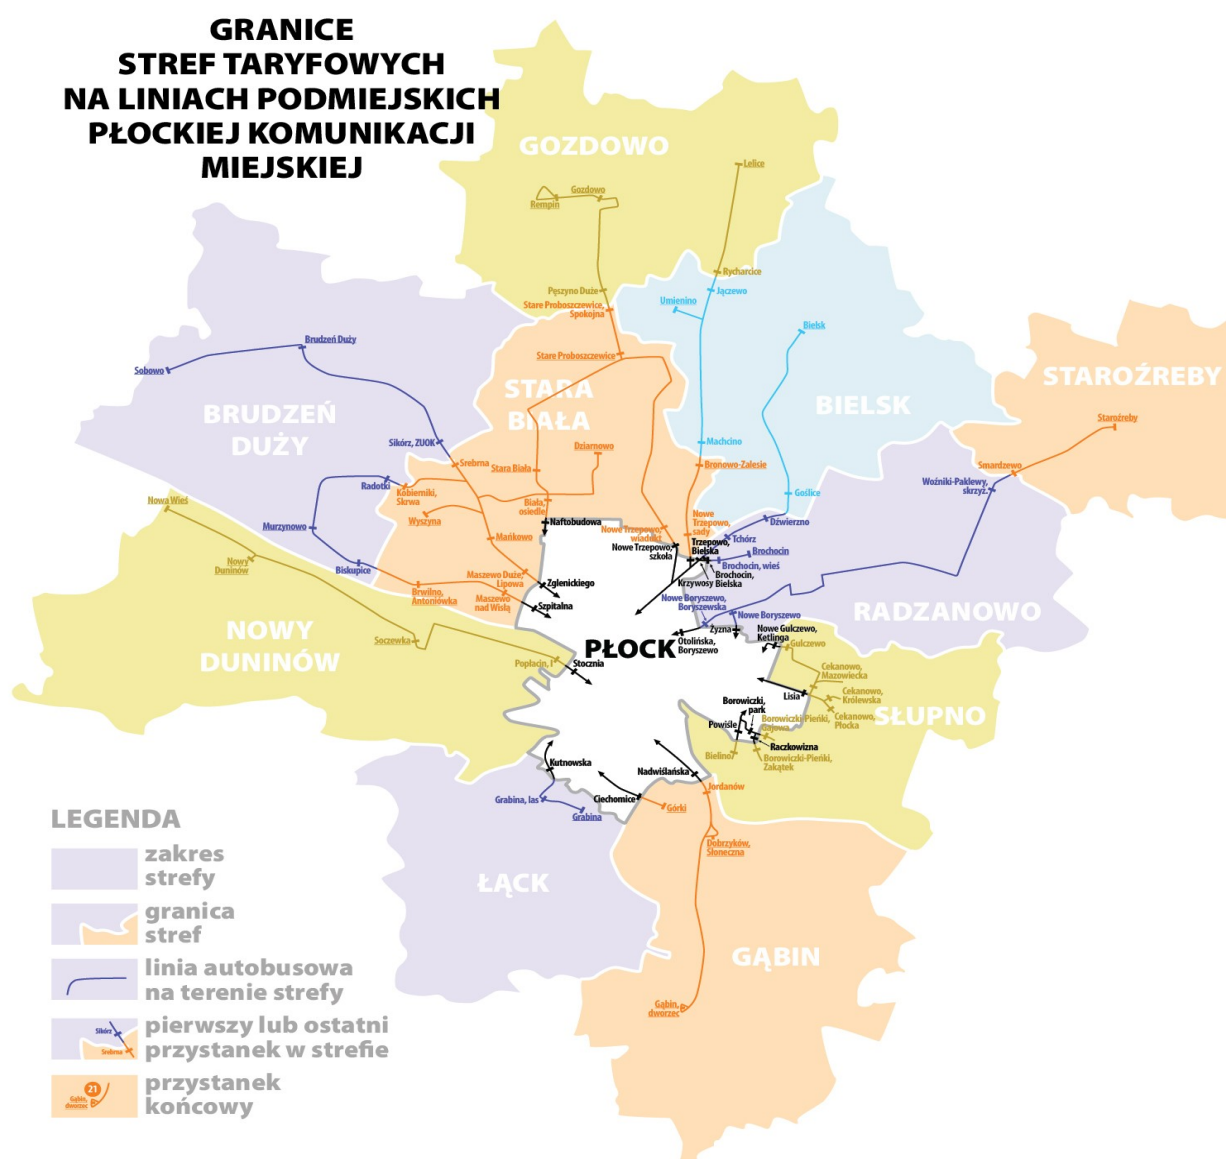 GRANICE
STREF TARYFOWYCH
NA LINIACH PODMIEJSKICH
PŁOCKIEJ KOMUNIKACJI
MIEJSKIEJ
GOZDOWO
Lelice
Gozdowo
Rempin
Rycharcice
Pęszyno Duże
Stare Proboszczewice,
Spokojna
Umienino
Jączewo
Bielsk
Brudzeń Duży
Sobowo
Stare Proboszczewice
STARA
BIAŁA
BRUDZEŃ
DUŻY
BIELSK
STAROŹREBY
Staroźreby
Sikórz, ZUOK
Srebrna
Stara Biała
Dziarnowo
Machcino
Bronowo-Zalesie
Smardzewo
Woźniki-Paklewy,
skrzyż.
Radotki
Kobierniki,
Skrwa
Goślice
Nowa Wieś
Wyszyna
Biała,
osiedle
Naftobudowa
Nowe
Trzepowo,
sady
Nowe Trzepowo,
wiadukt
Dźwierzno
Tchórz
Murzynowo
Mańkowo
Nowe Trzepowo,
szkoła
Trzepowo,
Bielska
Brochocin
Brochocin, wieś
Nowy
Duninów
Biskupice
Maszewo Duże,
Lipowa
Zglenickiego
Krzywosy
Brochocin,
Bielska
Brwilno,
Antoniówka
Maszewo
nad Wisłą
Szpitalna
Nowe Boryszewo,
Boryszewska
Nowe Boryszewo
RADZANOWO
NOWY
DUNINÓW
Soczewka
PŁOCK
Żyzna
Otolińska,
Boryszewo
Nowe Gulczewo,
Ketlinga
Gulczewo
Popłacin, I
Stocznia
Cekanowo,
Mazowiecka
Lisia
Cekanowo,
Królewska
Cekanowo,
Płocka
SŁUPNO
Borowiczki,
park
Powiśle
Borowiczki-Pieńki,
Gajowa
Raczkowizna
Bielino
Borowiczki-Pieńki,
Zakątek
Kutnowska
Nadwiślańska
Jordanów
Grabina, las
Grabina
Ciechomice
Górki
Dobrzyków,
Słoneczna
ŁĄCK
GĄBIN
Gąbin,
dworzec
LEGENDA
zakres
strefy
granica
stref
linia autobusowa
na terenie strefy
Sikórz
Srebrna
pierwszy lub ostatni
przystanek w strefie
21
Gąbin,
dworzec
przystanek
końcowy